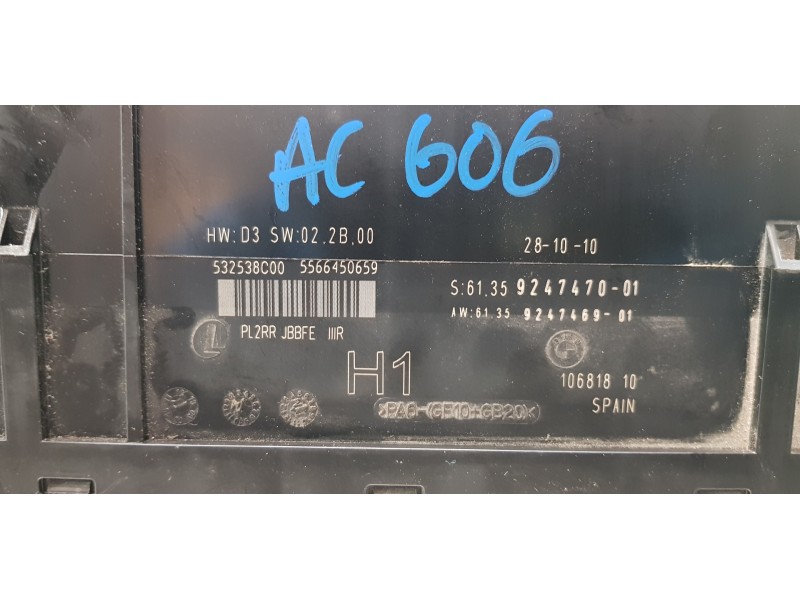 AC 606
HW:D3 SW:02.2B.00
28-10-10
532538C00 5566450659
S:61.35 9247470-01
AW:61.35 9247469-01
PL2RR JBBFE IIIR
H1
106818 10
SPAIN